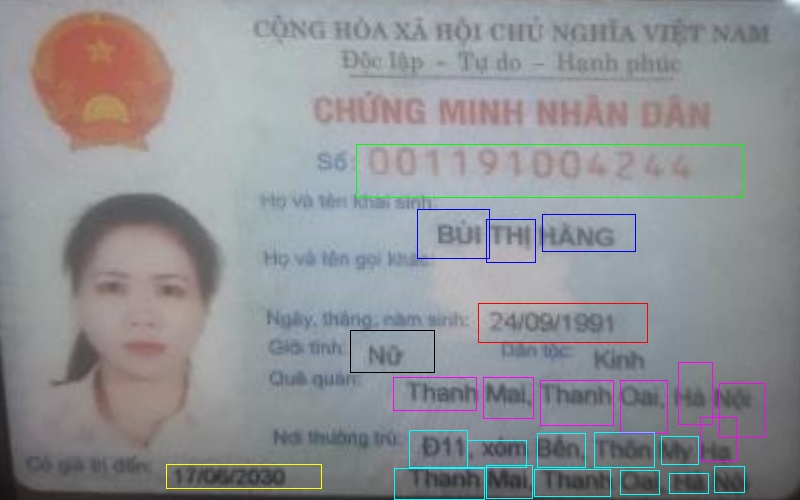 CỘNG HÒA XÃ HỘI CHỦ NGHĨA VIỆT NAM
Độc lập - Tự do - Hạnh phúc
CHỨNG MINH NHÂN DÂN
Số: 001191004244
Họ và tên khai sinh:
BÙI THỊ HẰNG
Họ và tên gọi khác:
Ngày, tháng, năm sinh: 24/09/1991
Giới tính: Nữ Dân tộc: Kinh
Quê quán: Thanh Mai, Thanh Oai, Hà Nội
Nơi thường trú: Đ11, xóm Bến, Thôn My Hạ
Có giá trị đến: 17/06/2030 Thanh Mai, Thanh Oai Hà Nội